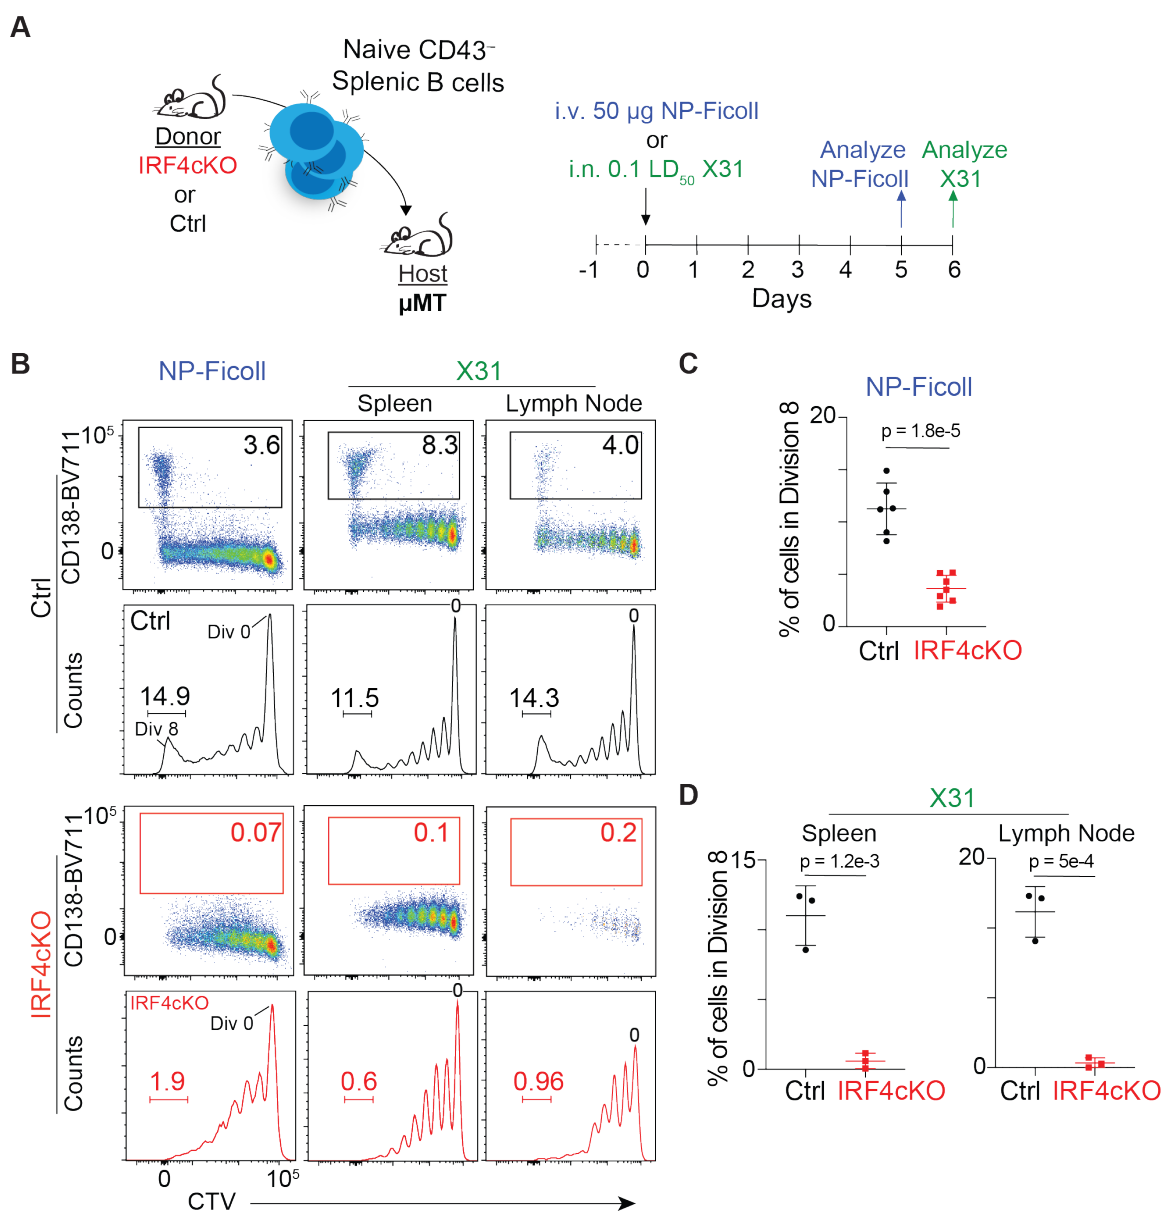 A
Naive CD43–
Splenic B cells
Donor
IRF4cKO
or
Ctrl
Host
µMT
i.v. 50 µg NP-Ficoll
or
i.n. 0.1 LD50 X31
Analyze
NP-Ficoll
Analyze
X31
-1 0 1 2 3 4 5 6
Days
B
NP-Ficoll
X31
Spleen
Lymph Node
Ctrl
CD138-BV711
10^5
0
3.6
8.3
4.0
Counts
Ctrl
Div 0
14.9
Div 8
0
11.5
0
14.3
IRF4cKO
CD138-BV711
10^5
0
0.07
0.1
0.2
Counts
IRF4cKO
Div 0
1.9
0
0.6
0
0.96
0 10^5
CTV
C
NP-Ficoll
% of cells in Division 8
20
0
p = 1.8e-5
Ctrl IRF4cKO
D
X31
Spleen
Lymph Node
% of cells in Division 8
15
0
p = 1.2e-3
Ctrl IRF4cKO
20
0
p = 5e-4
Ctrl IRF4cKO